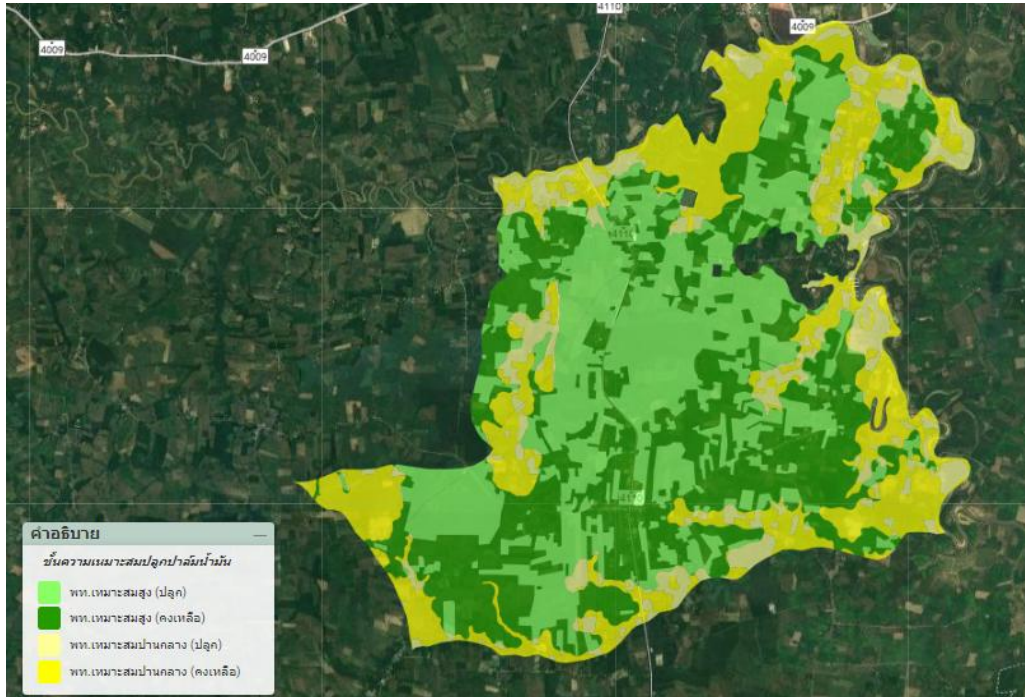 4110
4009
4009
4009
4110
4110
คำอธิบาย
ชั้นความเหมาะสมปลูกปาล์มน้ำมัน
พท.เหมาะสมสูง (ปลูก)
พท.เหมาะสมสูง (คงเหลือ)
พท.เหมาะสมปานกลาง (ปลูก)
พท.เหมาะสมปานกลาง (คงเหลือ)